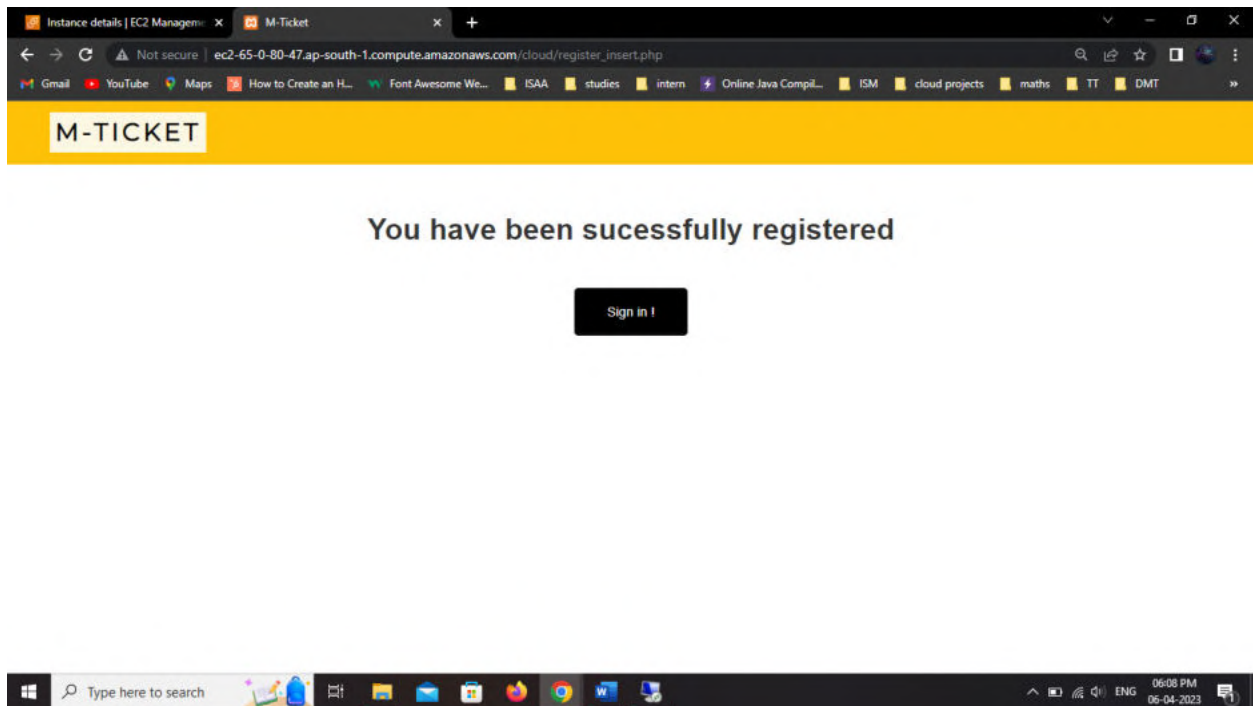 Instance details | EC2 Manageme
M-Ticket
Not secure | ec2-65-0-80-47.ap-south-1.compute.amazonaws.com/cloud/register_insert.php
Gmail YouTube Maps How to Create an H... Font Awesome We... ISAA studies intern Online Java Compil... ISM cloud projects maths TT DMT »
M-TICKET
You have been sucessfully registered
Sign in !
Type here to search
ENG
06:08 PM
06-04-2023